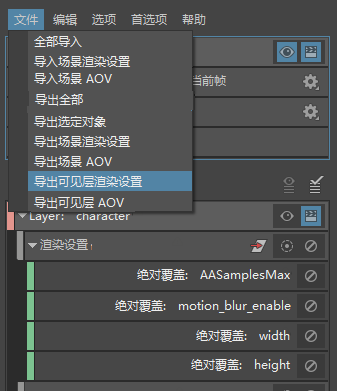 文件 编辑 选项 首选项 帮助
全部导入
导入场景渲染设置
导入场景 AOV
当前帧
导出全部
导出选定对象
导出场景渲染设置
导出场景 AOV
导出可见层渲染设置
导出可见层 AOV
Layer: character
渲染设置
绝对覆盖: AASamplesMax
绝对覆盖: motion_blur_enable
绝对覆盖: width
绝对覆盖: height